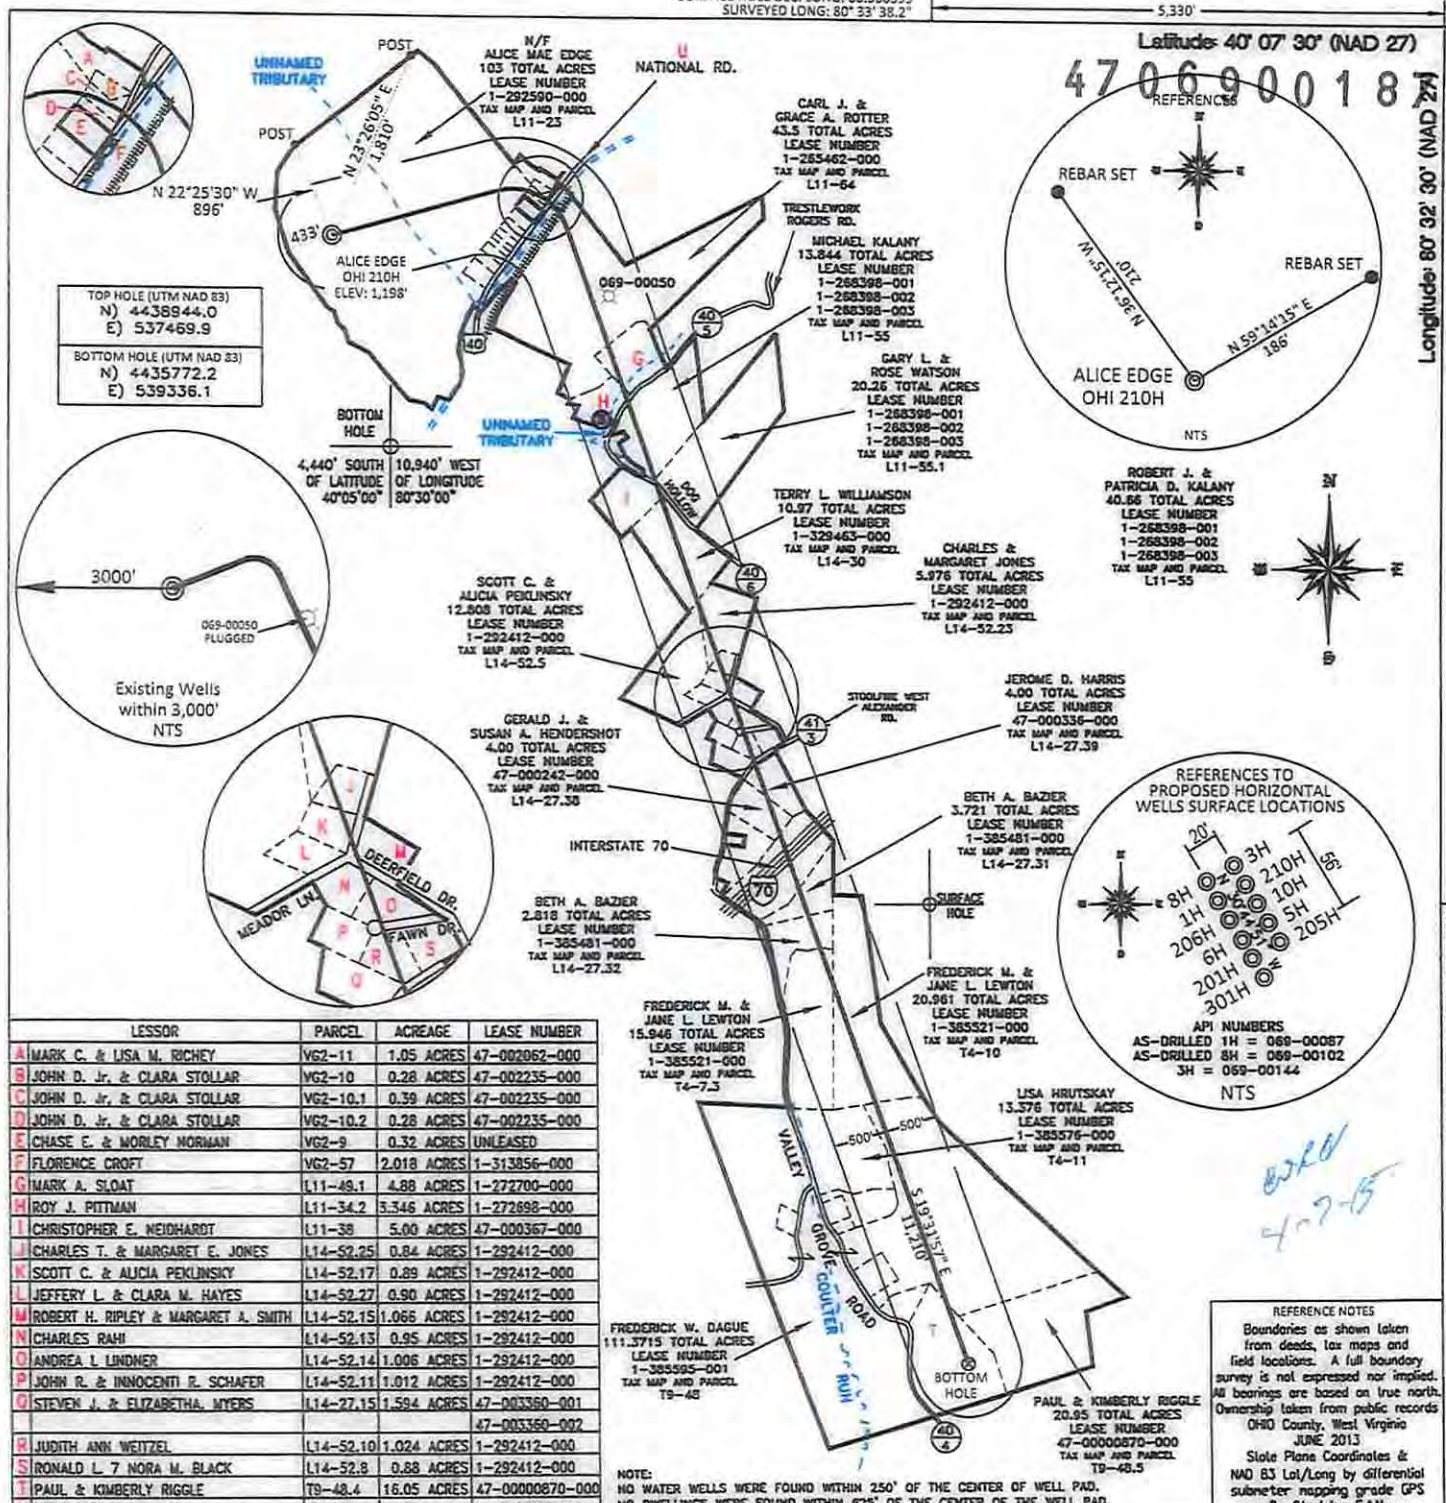 SURVEYED LONG: 80° 33' 38.2"
5,330'
Latitude: 40° 07' 30" (NAD 27)
Longitude: 80° 32' 30" (NAD 27)
4706900187
A
C
B
D
E
F
UNNAMED
TRIBUTARY
POST
POST
N 23°26'05" E
1,810'
N 22°25'30" W
896'
433'
ALICE EDGE
OHI 210H
ELEV: 1,198'
N/F
ALICE MAE EDGE
103 TOTAL ACRES
LEASE NUMBER
1-292590-000
TAX MAP AND PARCEL
L11-23
U
NATIONAL RD.
CARL J. &
GRACE A. ROTTER
43.5 TOTAL ACRES
LEASE NUMBER
1-265462-000
TAX MAP AND PARCEL
L11-64
TRESTLEWORK
ROGERS RD.
MICHAEL KALANY
13.844 TOTAL ACRES
LEASE NUMBER
1-268398-001
1-268398-002
1-268398-003
TAX MAP AND PARCEL
L11-55
GARY L. &
ROSE WATSON
20.26 TOTAL ACRES
LEASE NUMBER
1-268398-001
1-268398-002
1-268398-003
TAX MAP AND PARCEL
L11-55.1
069-00050
40
5
40
G
H
I
UNNAMED
TRIBUTARY
DOG
HOLLOW
REFERENCES
N
REBAR SET
REBAR SET
N 36°12'15" W
210'
N 59°14'15" E
186'
ALICE EDGE
OHI 210H
NTS
TOP HOLE (UTM NAD 83)
N) 4438944.0
E) 537469.9
BOTTOM HOLE (UTM NAD 83)
N) 4435772.2
E) 539336.1
BOTTOM
HOLE
4,440' SOUTH
OF LATITUDE
40°05'00"
10,940' WEST
OF LONGITUDE
80°30'00"
3000'
069-00050
PLUGGED
Existing Wells
within 3,000'
NTS
TERRY L. WILLIAMSON
10.97 TOTAL ACRES
LEASE NUMBER
1-329463-000
TAX MAP AND PARCEL
L14-30
40
6
CHARLES &
MARGARET JONES
5.976 TOTAL ACRES
LEASE NUMBER
1-292412-000
TAX MAP AND PARCEL
L14-52.23
ROBERT J. &
PATRICIA D. KALANY
40.66 TOTAL ACRES
LEASE NUMBER
1-268398-001
1-268398-002
1-268398-003
TAX MAP AND PARCEL
L11-55
SCOTT C. &
ALICIA PEKLINSKY
12.808 TOTAL ACRES
LEASE NUMBER
1-292412-000
TAX MAP AND PARCEL
L14-52.5
GERALD J. &
SUSAN A. HENDERSHOT
4.00 TOTAL ACRES
LEASE NUMBER
47-000242-000
TAX MAP AND PARCEL
L14-27.38
WEST
ALEXANDER
RD.
41
3
JEROME D. HARRIS
4.00 TOTAL ACRES
LEASE NUMBER
47-000336-000
TAX MAP AND PARCEL
L14-27.39
BETH A. BAZIER
3.721 TOTAL ACRES
LEASE NUMBER
1-385481-000
TAX MAP AND PARCEL
L14-27.31
INTERSTATE 70
70
J
K
L
M
N
O
P
Q
R
S
MEADOR LN.
DEERFIELD DR.
FAWN DR.
REFERENCES TO
PROPOSED HORIZONTAL
WELLS SURFACE LOCATIONS
20'
56'
3H
210H
10H
5H
205H
8H
1H
206H
6H
201H
301H
API NUMBERS
AS-DRILLED 1H = 069-00087
AS-DRILLED 8H = 069-00102
3H = 069-00144
NTS
BETH A. BAZIER
2.818 TOTAL ACRES
LEASE NUMBER
1-385481-000
TAX MAP AND PARCEL
L14-27.32
SURFACE
HOLE
FREDERICK M. &
JANE L. LEWTON
20.961 TOTAL ACRES
LEASE NUMBER
1-385521-000
TAX MAP AND PARCEL
T4-10
FREDERICK M. &
JANE L. LEWTON
15.946 TOTAL ACRES
LEASE NUMBER
1-385521-000
TAX MAP AND PARCEL
T4-7.3
LISA HRUTSKAY
13.376 TOTAL ACRES
LEASE NUMBER
1-385576-000
TAX MAP AND PARCEL
T4-11
500' 500'
S 19°31'57" E
11,210'
VALLEY
GROVE
ROAD
COULTER
RUN
T
BOTTOM
HOLE
40
4
4-7-15
LESSOR PARCEL ACREAGE LEASE NUMBER
A MARK C. & LISA M. RICHEY VG2-11 1.05 ACRES 47-002062-000
B JOHN D. Jr. & CLARA STOLLAR VG2-10 0.28 ACRES 47-002235-000
C JOHN D. Jr. & CLARA STOLLAR VG2-10.1 0.39 ACRES 47-002235-000
D JOHN D. Jr. & CLARA STOLLAR VG2-10.2 0.28 ACRES 47-002235-000
E CHASE E. & MORLEY NORMAN VG2-9 0.32 ACRES UNLEASED
F FLORENCE CROFT VG2-57 2.018 ACRES 1-313856-000
G MARK A. SLOAT L11-49.1 4.88 ACRES 1-272700-000
H ROY J. PITTMAN L11-34.2 3.346 ACRES 1-272698-000
I CHRISTOPHER E. NEIDHARDT L11-38 5.00 ACRES 47-000367-000
J CHARLES T. & MARGARET E. JONES L14-52.25 0.84 ACRES 1-292412-000
K SCOTT C. & ALICIA PEKLINSKY L14-52.17 0.89 ACRES 1-292412-000
L JEFFERY L. & CLARA M. HAYES L14-52.27 0.90 ACRES 1-292412-000
M ROBERT H. RIPLEY & MARGARET A. SMITH L14-52.15 1.066 ACRES 1-292412-000
N CHARLES RAHI L14-52.13 0.95 ACRES 1-292412-000
O ANDREA L LINDNER L14-52.14 1.006 ACRES 1-292412-000
P JOHN R. & INNOCENTI R. SCHAFER L14-52.11 1.012 ACRES 1-292412-000
Q STEVEN J. & ELIZABETHA. MYERS L14-27.15 1.594 ACRES 47-003360-001
47-003360-002
R JUDITH ANN WEITZEL L14-52.10 1.024 ACRES 1-292412-000
S RONALD L 7 NORA M. BLACK L14-52.8 0.88 ACRES 1-292412-000
T PAUL & KIMBERLY RIGGLE T9-48.4 16.05 ACRES 47-00000870-000
FREDERICK W. DAGUE
111.3715 TOTAL ACRES
LEASE NUMBER
1-385595-001
TAX MAP AND PARCEL
T9-48
PAUL & KIMBERLY RIGGLE
20.95 TOTAL ACRES
LEASE NUMBER
47-00000870-000
TAX MAP AND PARCEL
T9-48.5
NOTE:
NO WATER WELLS WERE FOUND WITHIN 250' OF THE CENTER OF WELL PAD.
NO DWELLINGS WERE FOUND WITHIN 625' OF THE CENTER OF THE WELL PAD.
REFERENCE NOTES
Boundaries as shown taken
from deeds, tax maps and
field locations. A full boundary
survey is not expressed nor implied.
All bearings are based on true north.
Ownership taken from public records
OHIO County, West Virginia
JUNE 2013
State Plane Coordinates &
NAD 83 Lat/Long by differential
submeter mapping grade GPS